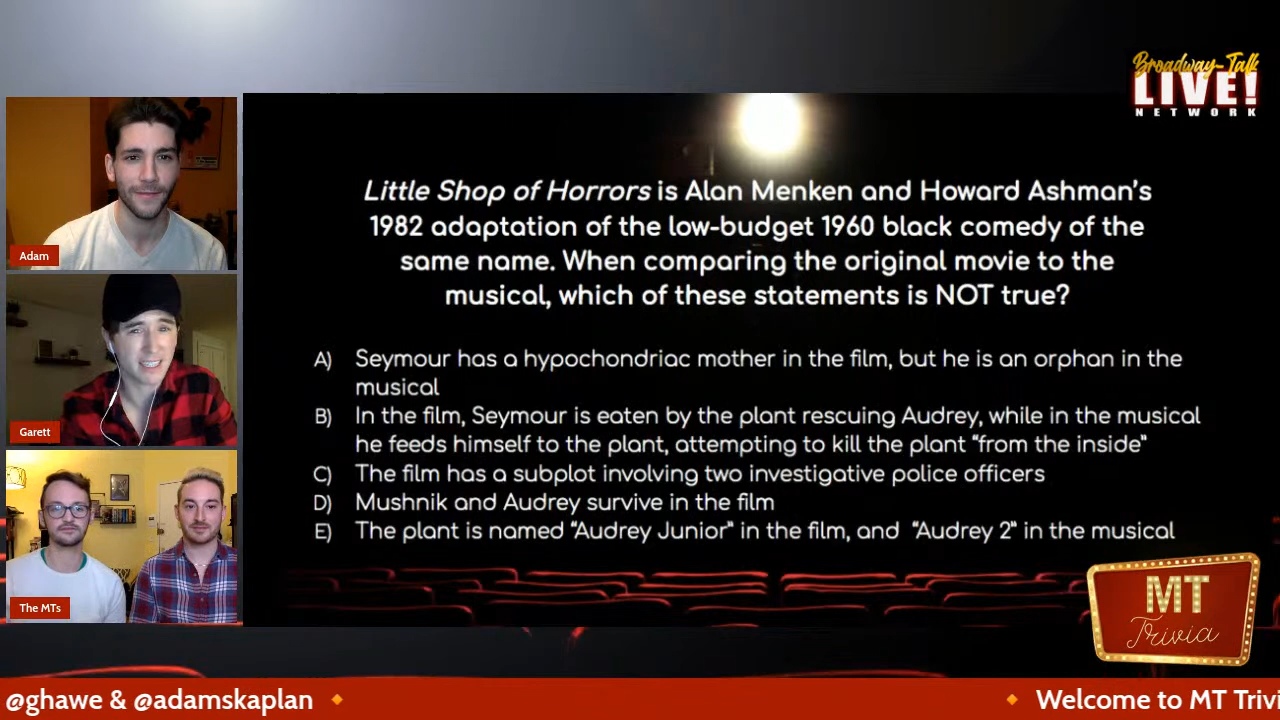 Broadway-Talk
LIVE!
NETWORK
Little Shop of Horrors is Alan Menken and Howard Ashman's
1982 adaptation of the low-budget 1960 black comedy of the
same name. When comparing the original movie to the
musical, which of these statements is NOT true?
A) Seymour has a hypochondriac mother in the film, but he is an orphan in the
musical
B) In the film, Seymour is eaten by the plant rescuing Audrey, while in the musical
he feeds himself to the plant, attempting to kill the plant “from the inside”
C) The film has a subplot involving two investigative police officers
D) Mushnik and Audrey survive in the film
E) The plant is named “Audrey Junior” in the film, and “Audrey 2” in the musical
Adam
Garett
The MTs
MT
Trivia
@ghawe & @adamskaplan
Welcome to MT Trivi